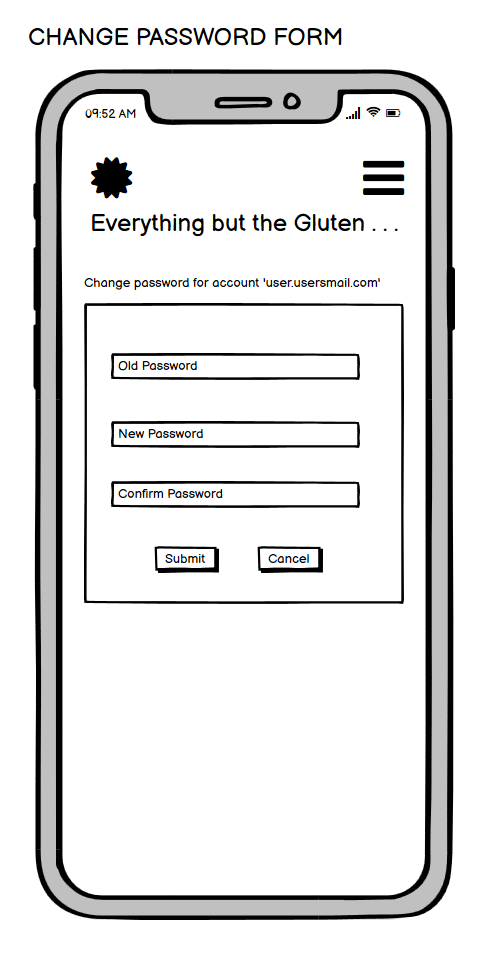 CHANGE PASSWORD FORM
09:52 AM
Everything but the Gluten . . .
Change password for account 'user.usersmail.com'
Old Password
New Password
Confirm Password
Submit Cancel